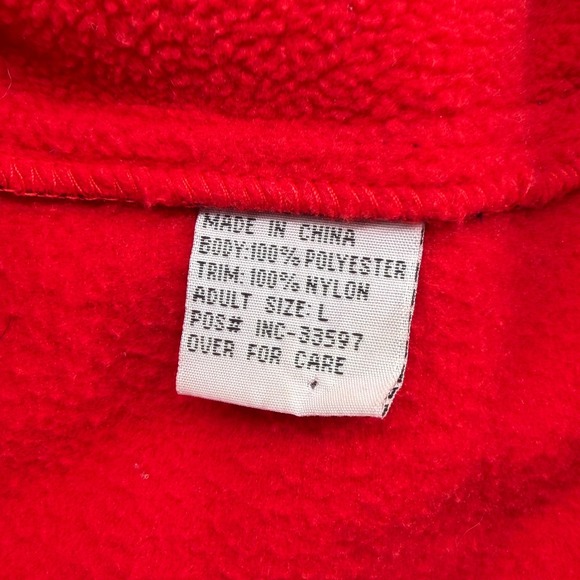 MADE IN CHINA
BODY:100% POLYESTER
TRIM:100% NYLON
ADULT SIZE: L
POS# INC-33597
OVER FOR CARE